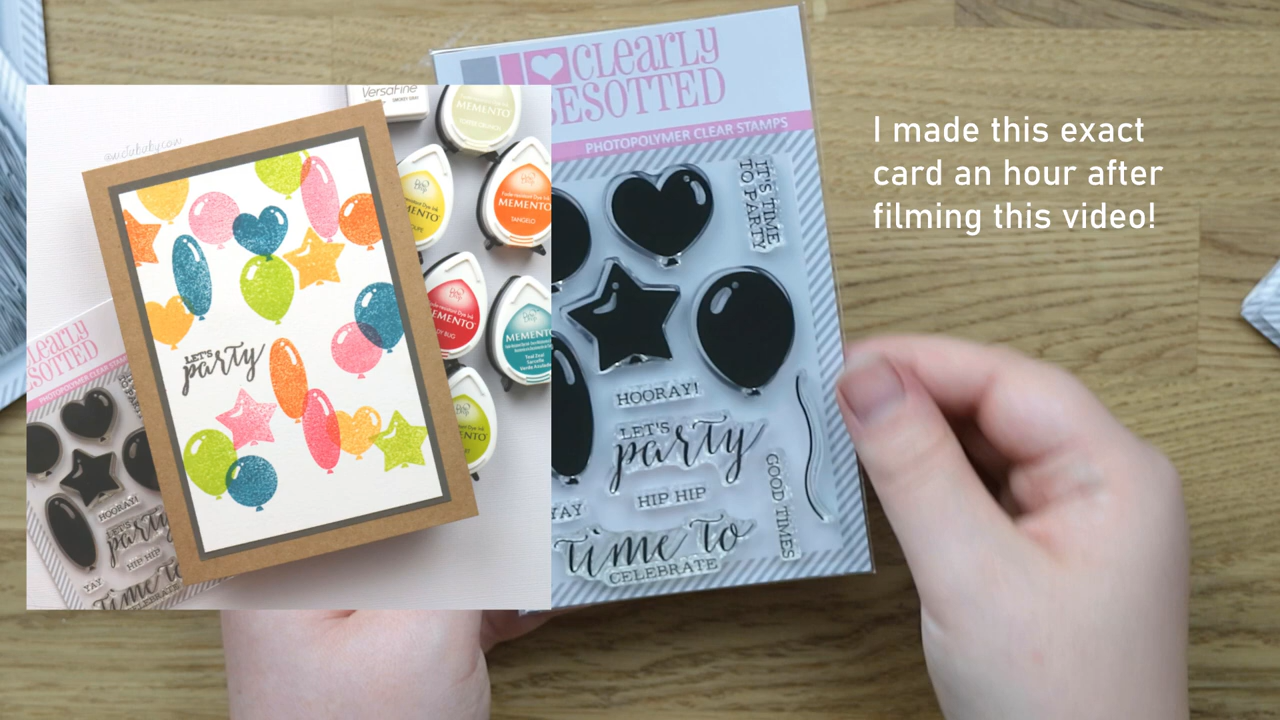 CLEARLY
BESOTTED
PHOTOPOLYMER CLEAR STAMPS
IT'S TIME
TO PARTY
HOORAY!
LET'S
party
HIP HIP
YAY
GOOD TIMES
time to
CELEBRATE
I made this exact
card an hour after
filming this video!
VersaFine
MEMENTO
MEMENTO
MEMENTO
TANGELO
MEMENTO
MEMENTO
Teal Zeal
MEMENTO
LET'S
party
CLEARLY
BESOTTED
PHOTOPOLYMER CLEAR
HOORAY!
LET'S
party
HIP HIP
YAY
time to
CELEBRATE